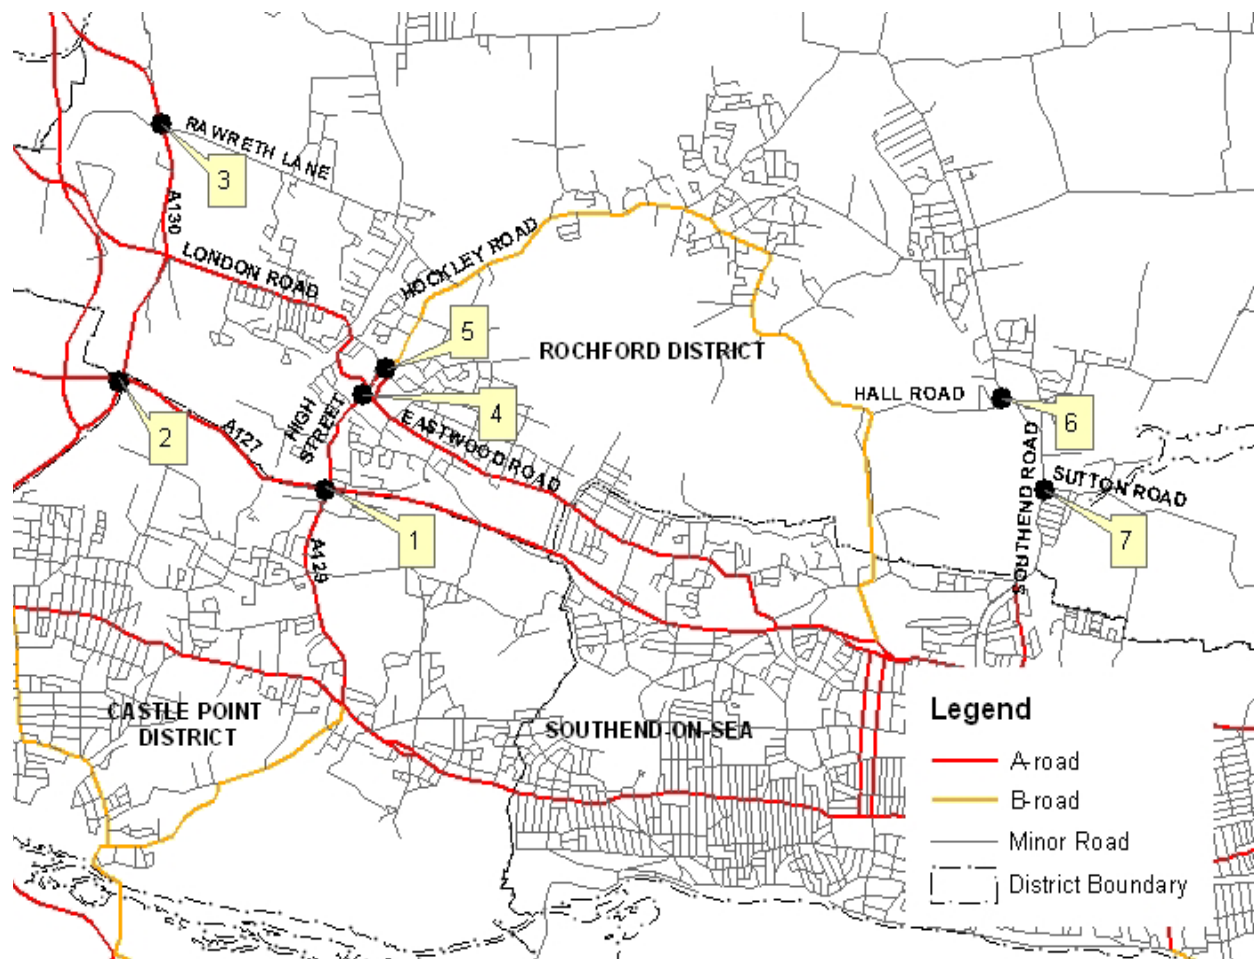 RAWRETH LANE
3
A130
LONDON ROAD
HOCKLEY ROAD
5
ROCHFORD DISTRICT
HALL ROAD
4
HIGH
STREET
EASTWOOD ROAD
6
2
A127
SOUTHEND ROAD
SUTTON ROAD
1
7
A129
CASTLE POINT
DISTRICT
SOUTHEND-ON-SEA
Legend
A-road
B-road
Minor Road
District Boundary